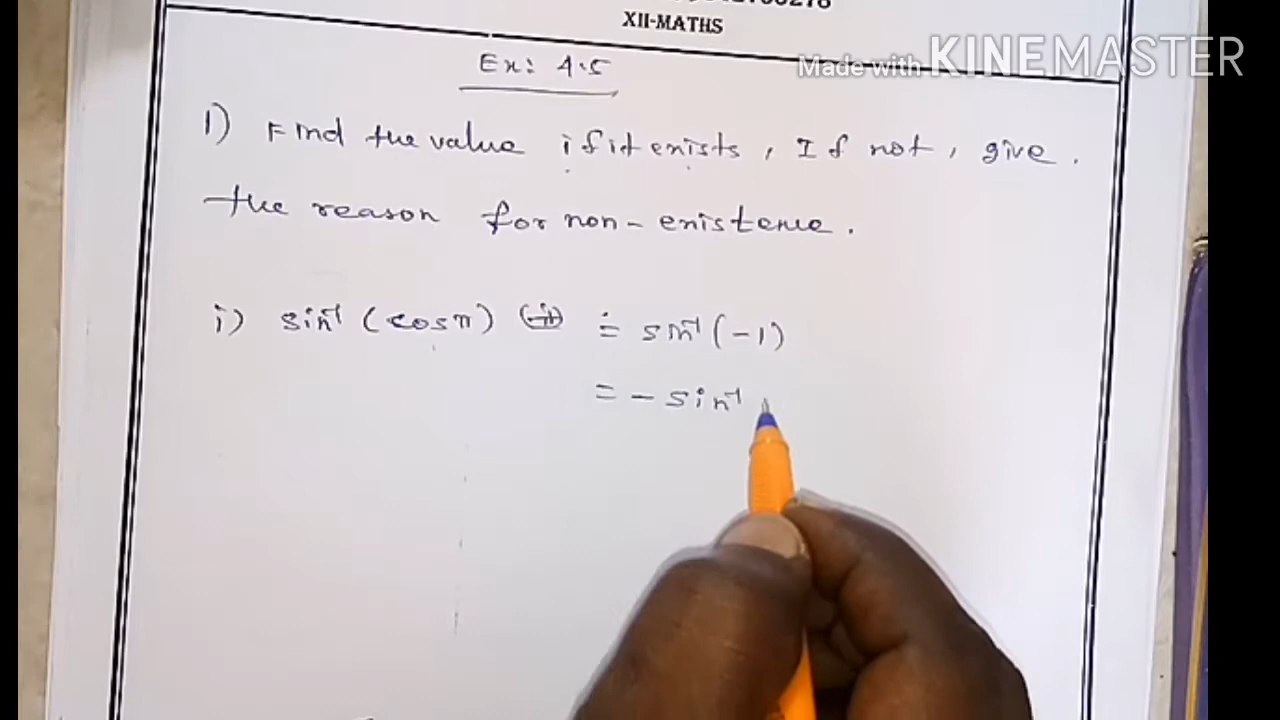 XII-MATHS
Made with KINEMASTER
Ex: 4.5
1) Find the value if it exists, If not, give.
the reason for non-existence.
i) sin⁻¹ (cosπ) = sin⁻¹(-1)
= - sin⁻¹